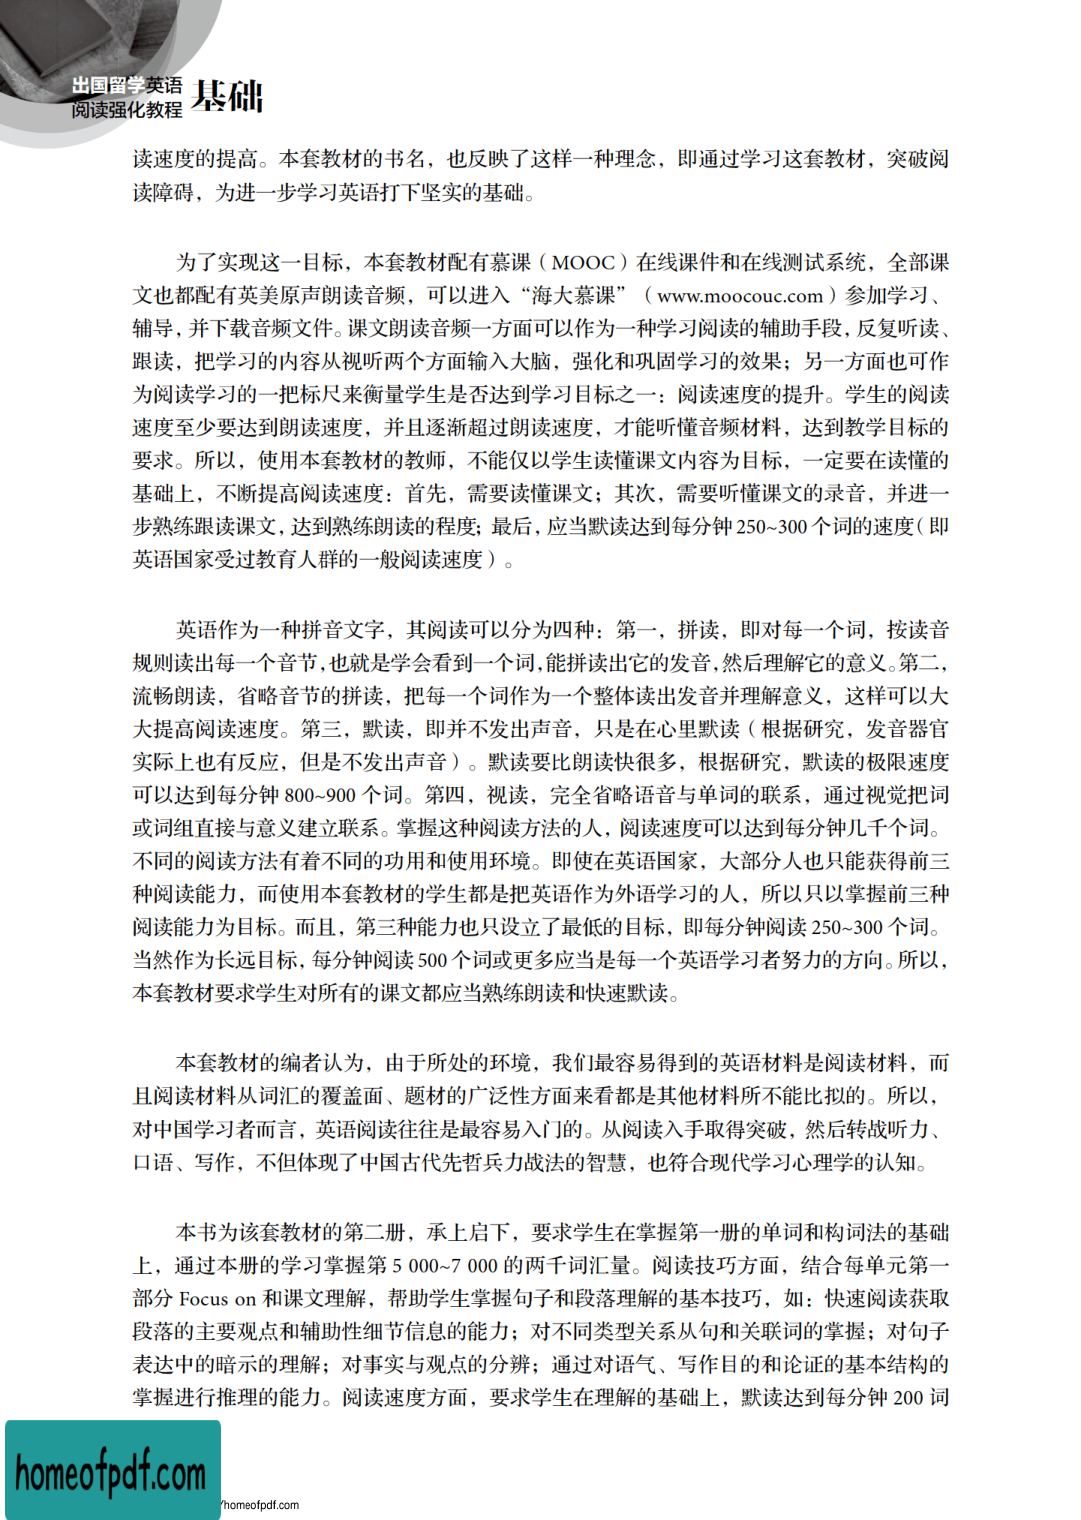 出国留学英语
阅读强化教程 基础
读速度的提高。本套教材的书名，也反映了这样一种理念，即通过学习这套教材，突破阅
读障碍，为进一步学习英语打下坚实的基础。
为了实现这一目标，本套教材配有慕课（MOOC）在线课件和在线测试系统，全部课
文也都配有英美原声朗读音频，可以进入“海大慕课”（www.moocouc.com）参加学习、
辅导，并下载音频文件。课文朗读音频一方面可以作为一种学习阅读的辅助手段，反复听读、
跟读，把学习的内容从视听两个方面输入大脑，强化和巩固学习的效果；另一方面也可作
为阅读学习的一把标尺来衡量学生是否达到学习目标之一：阅读速度的提升。学生的阅读
速度至少要达到朗读速度，并且逐渐超过朗读速度，才能听懂音频材料，达到教学目标的
要求。所以，使用本套教材的教师，不能仅以学生读懂课文内容为目标，一定要在读懂的
基础上，不断提高阅读速度：首先，需要读懂课文；其次，需要听懂课文的录音，并进一
步熟练跟读课文，达到熟练朗读的程度；最后，应当默读达到每分钟 250~300 个词的速度（即
英语国家受过教育人群的一般阅读速度）。
英语作为一种拼音文字，其阅读可以分为四种：第一，拼读，即对每一个词，按读音
规则读出每一个音节，也就是学会看到一个词，能拼读出它的发音，然后理解它的意义。第二，
流畅朗读，省略音节的拼读，把每一个词作为一个整体读出发音并理解意义，这样可以大
大提高阅读速度。第三，默读，即并不发出声音，只是在心里默读（根据研究，发音器官
实际上也有反应，但是不发出声音）。默读要比朗读快很多，根据研究，默读的极限速度
可以达到每分钟 800~900 个词。第四，视读，完全省略语音与单词的联系，通过视觉把词
或词组直接与意义建立联系。掌握这种阅读方法的人，阅读速度可以达到每分钟几千个词。
不同的阅读方法有着不同的功用和使用环境。即使在英语国家，大部分人也只能获得前三
种阅读能力，而使用本套教材的学生都是把英语作为外语学习的人，所以只以掌握前三种
阅读能力为目标。而且，第三种能力也只设立了最低的目标，即每分钟阅读 250~300 个词。
当然作为长远目标，每分钟阅读 500 个词或更多应当是每一个英语学习者努力的方向。所以，
本套教材要求学生对所有的课文都应当熟练朗读和快速默读。
本套教材的编者认为，由于所处的环境，我们最容易得到的英语材料是阅读材料，而
且阅读材料从词汇的覆盖面、题材的广泛性方面来看都是其他材料所不能比拟的。所以，
对中国学习者而言，英语阅读往往是最容易入门的。从阅读入手取得突破，然后转战听力、
口语、写作，不但体现了中国古代先哲兵力战法的智慧，也符合现代学习心理学的认知。
本书为该套教材的第二册，承上启下，要求学生在掌握第一册的单词和构词法的基础
上，通过本册的学习掌握第 5 000~7 000 的两千词汇量。阅读技巧方面，结合每单元第一
部分 Focus on 和课文理解，帮助学生掌握句子和段落理解的基本技巧，如：快速阅读获取
段落的主要观点和辅助性细节信息的能力；对不同类型关系从句和关联词的掌握；对句子
表达中的暗示的理解；对事实与观点的分辨；通过对语气、写作目的和论证的基本结构的
掌握进行推理的能力。阅读速度方面，要求学生在理解的基础上，默读达到每分钟 200 词
homeofpdf.com
/homeofpdf.com